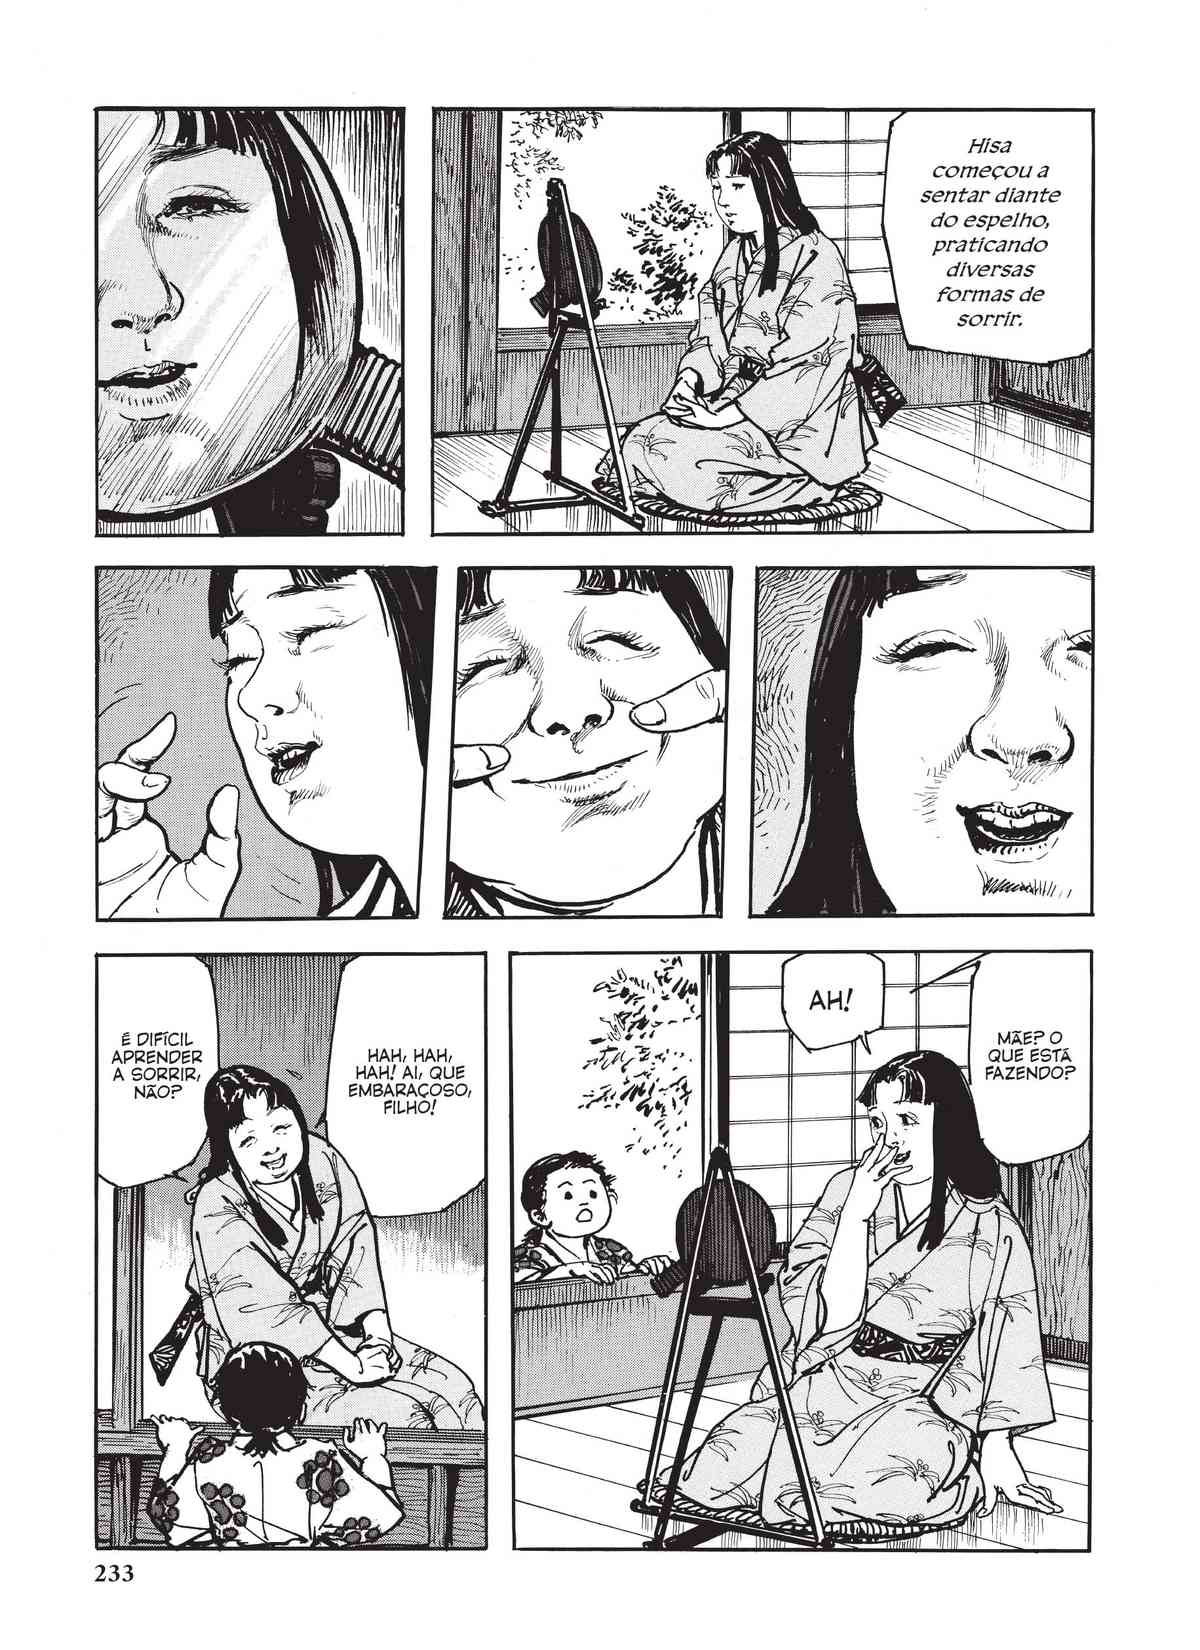 Hisa
começou a
sentar diante
do espelho,
praticando
diversas
formas de
sorrir.
MÃE? O
QUE ESTÁ
FAZENDO?
AH!
HAH, HAH,
HAH! AI, QUE
EMBARAÇOSO,
FILHO!
É DIFÍCIL
APRENDER
A SORRIR,
NÃO?
233